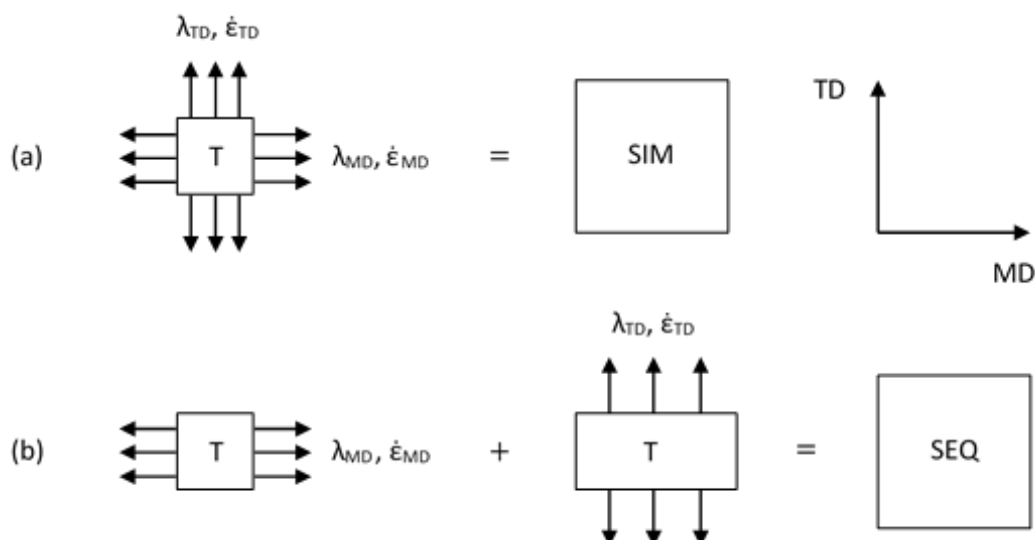 λTD, ε̇TD
(a) T λMD, ε̇MD = SIM TD
MD
λTD, ε̇TD
(b) T λMD, ε̇MD + T = SEQ